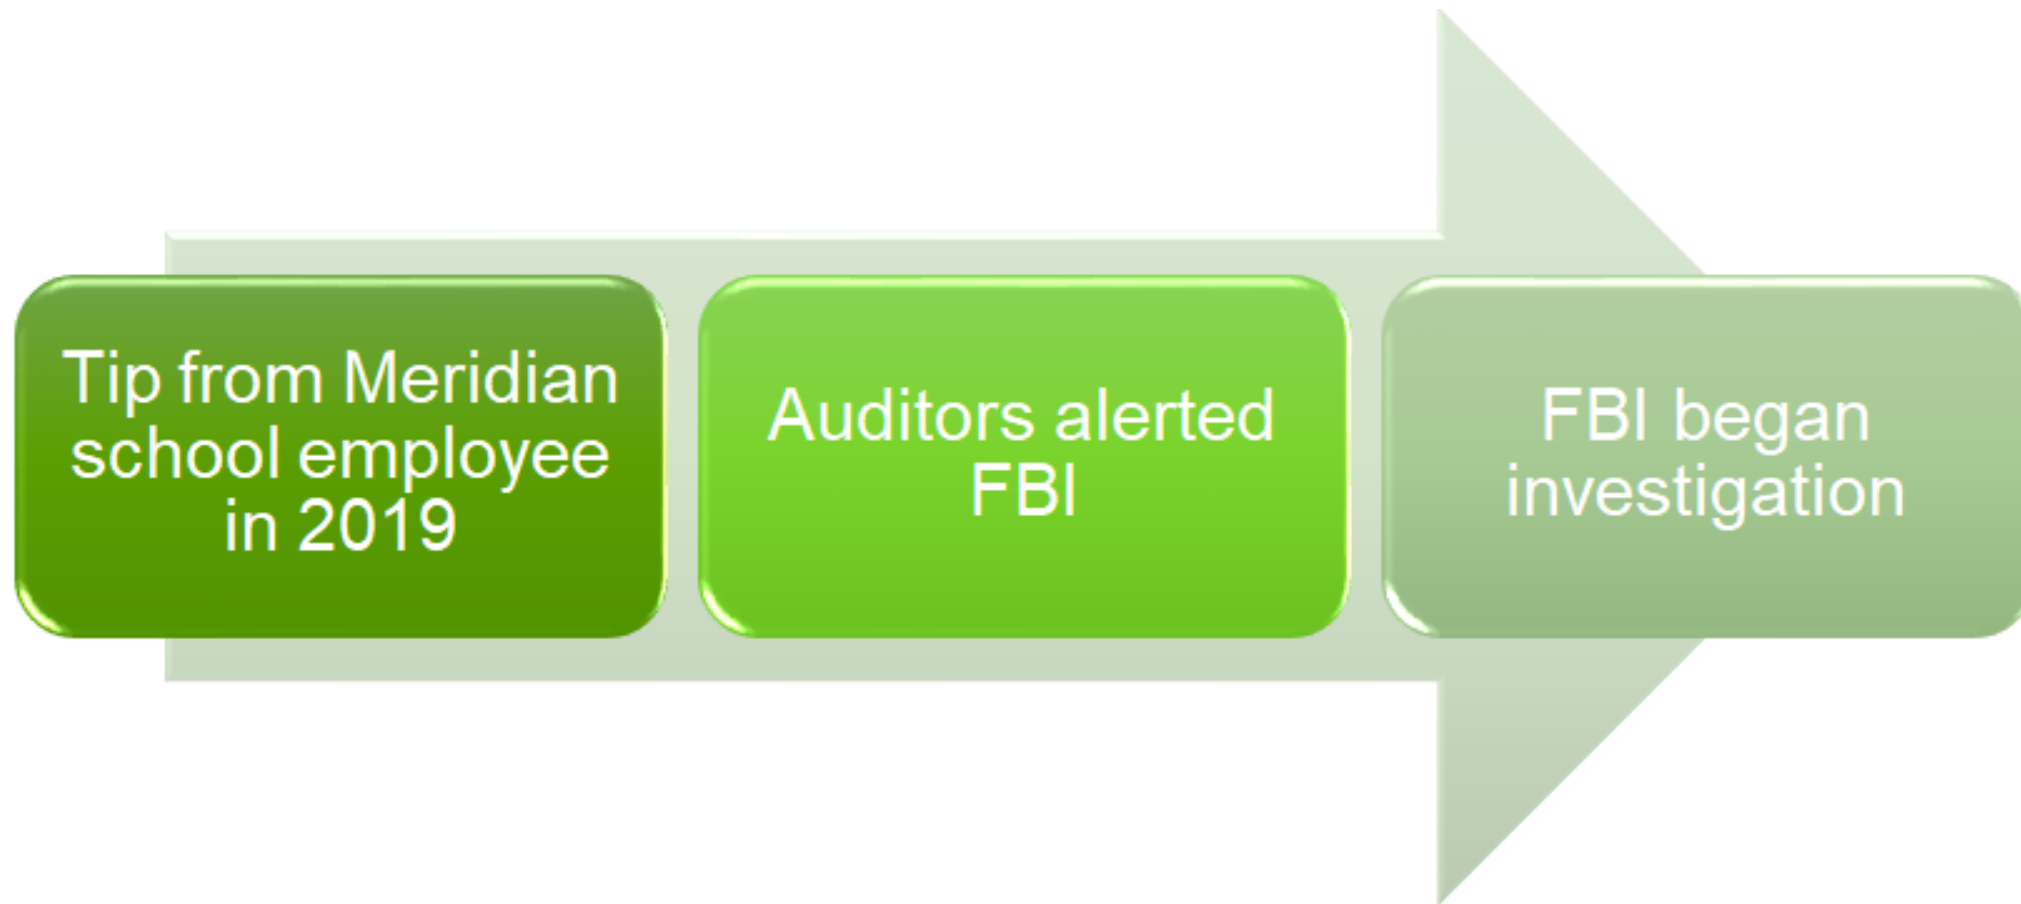 Tip from Meridian
school employee
in 2019
Auditors alerted
FBI
FBI began
investigation